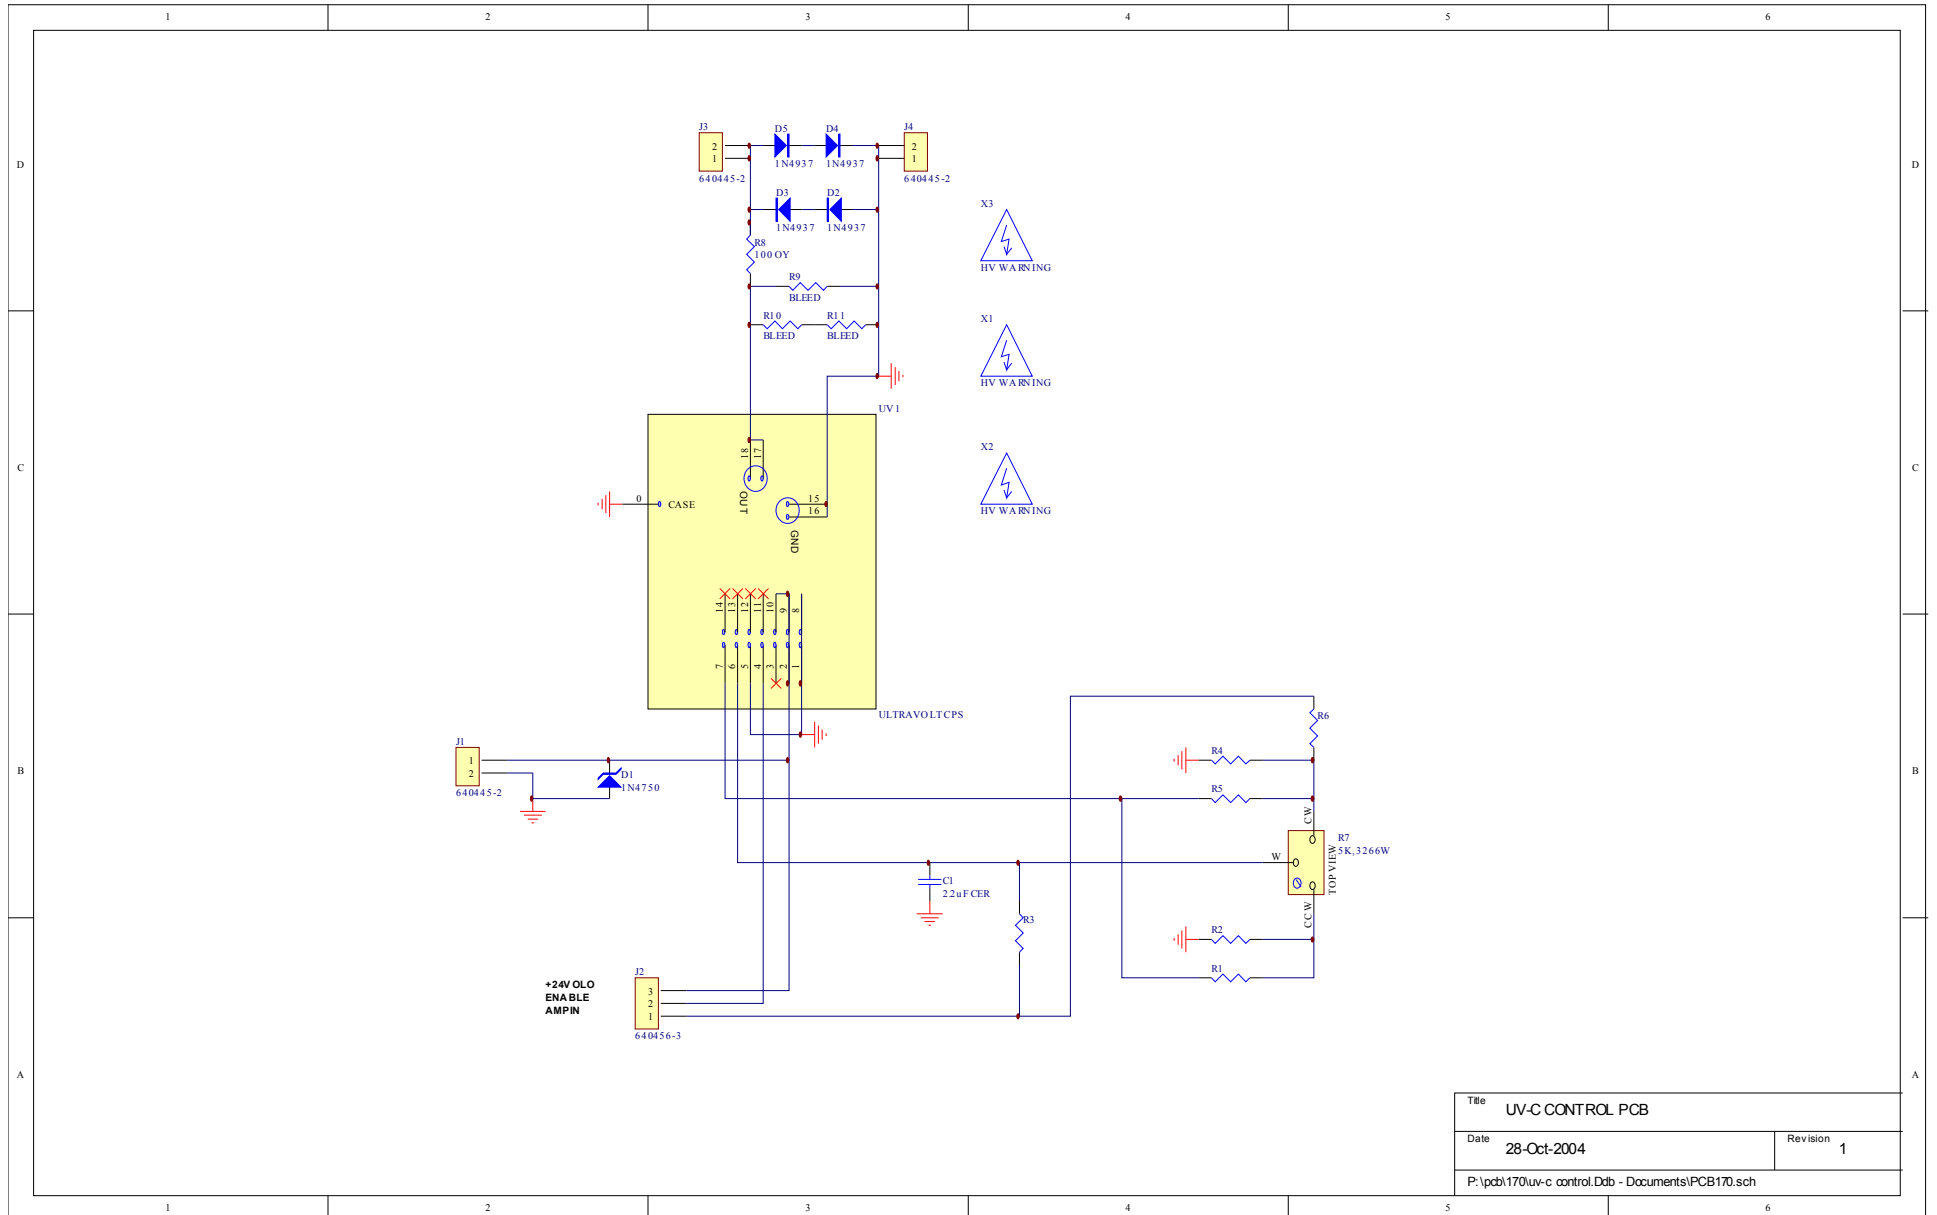 1 2 3 4 5 6
D D
J3
2
1
640445-2
D5
1N4937
D4
1N4937
J4
2
1
640445-2
D3
1N4937
D2
1N4937
R8
100 OY
R9
BLEED
R10
BLEED
R11
BLEED
X3
HV WARNING
X1
HV WARNING
C C
UV1
18
17
OUT
0
CASE
15
16
GND
X2
HV WARNING
14
13
12
11
10
9
8
7
6
5
4
3
2
1
ULTRAVOLT CPS
B B
J1
1
2
640445-2
D1
1N4750
R6
R4
R5
CW
R7
5K,3266W
W
TOP VIEW
CCW
C1
2.2uF CER
R3
R2
R1
+24VOLO
ENABLE
AMPIN
J2
3
2
1
640456-3
A A
Title
UV-C CONTROL PCB
Date
28-Oct-2004
Revision
1
P:\pcb\170\uv-c control.Ddb - Documents\PCB170.sch
1 2 3 4 5 6